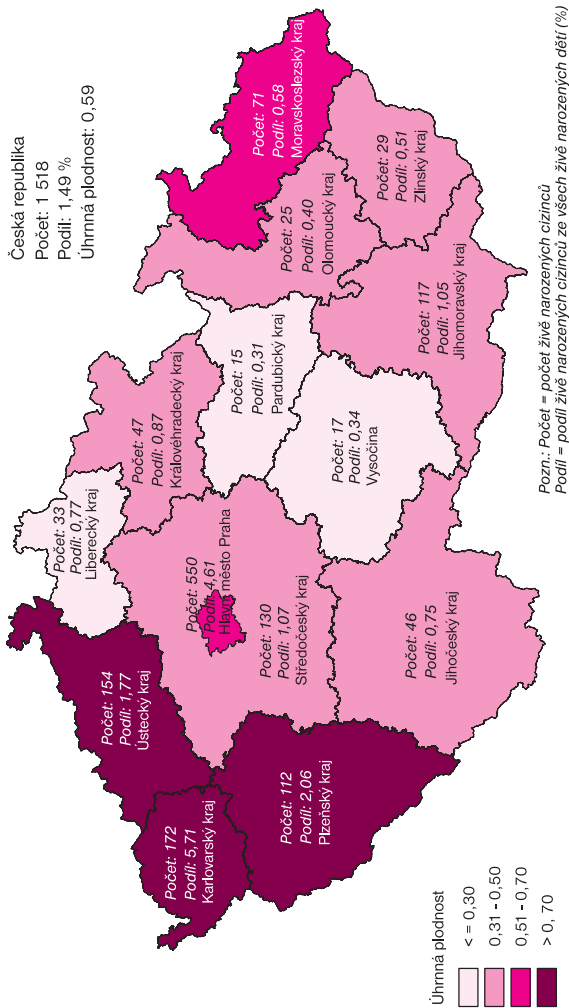 Česká republika
Počet: 1 518
Podíl: 1,49 %
Úhrnná plodnost: 0,59
Počet: 33
Podíl: 0,77
Liberecký kraj
Počet: 154
Podíl: 1,77
Ústecký kraj
Počet: 47
Podíl: 0,87
Královéhradecký kraj
Počet: 172
Podíl: 5,71
Karlovarský kraj
Počet: 550
Podíl: 4,61
Hlavní město Praha
Počet: 15
Podíl: 0,31
Pardubický kraj
Počet: 71
Podíl: 0,58
Moravskoslezský kraj
Počet: 25
Podíl: 0,40
Olomoucký kraj
Počet: 130
Podíl: 1,07
Středočeský kraj
Počet: 112
Podíl: 2,06
Plzeňský kraj
Počet: 17
Podíl: 0,34
Vysočina
Počet: 29
Podíl: 0,51
Zlínský kraj
Počet: 117
Podíl: 1,05
Jihomoravský kraj
Počet: 46
Podíl: 0,75
Jihočeský kraj
Úhrnná plodnost
< = 0,30
0,31 - 0,50
0,51 - 0,70
> 0, 70
Pozn.: Počet = počet živě narozených cizinců
Podíl = podíl živě narozených cizinců ze všech živě narozených dětí (%)